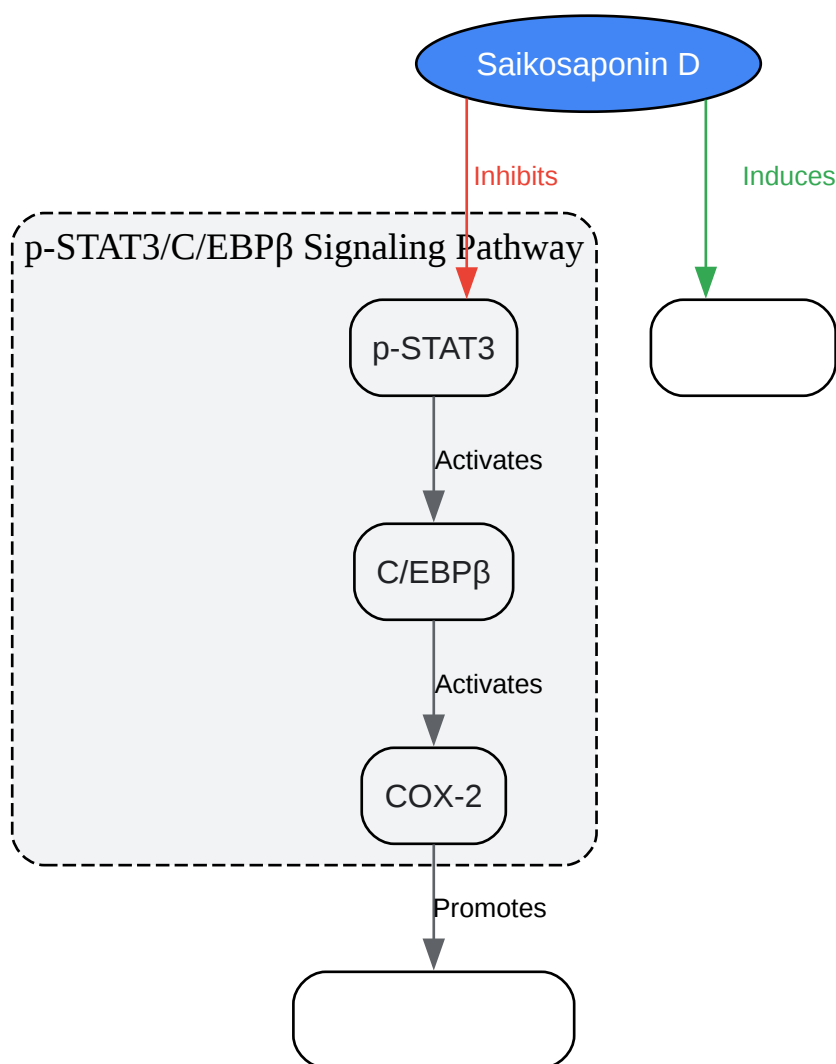 Saikosaponin D
Inhibits
Induces
p-STAT3/C/EBPβ Signaling Pathway
p-STAT3
Activates
C/EBPβ
Activates
COX-2
Promotes